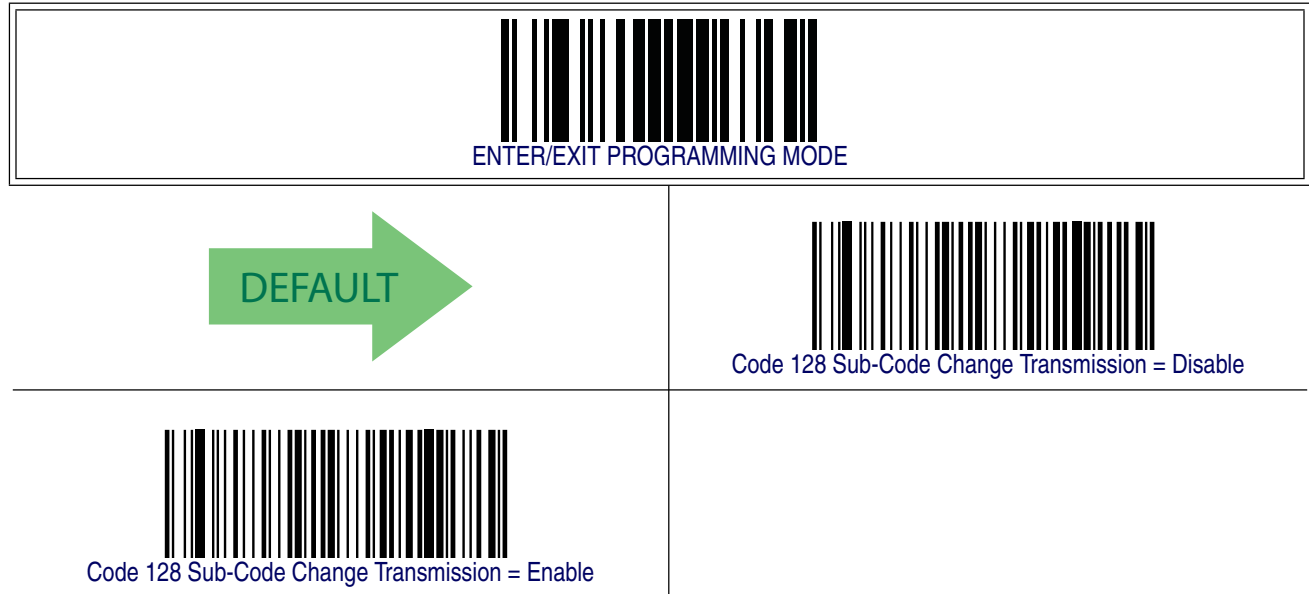 ENTER/EXIT PROGRAMMING MODE
DEFAULT
Code 128 Sub-Code Change Transmission = Disable
Code 128 Sub-Code Change Transmission = Enable